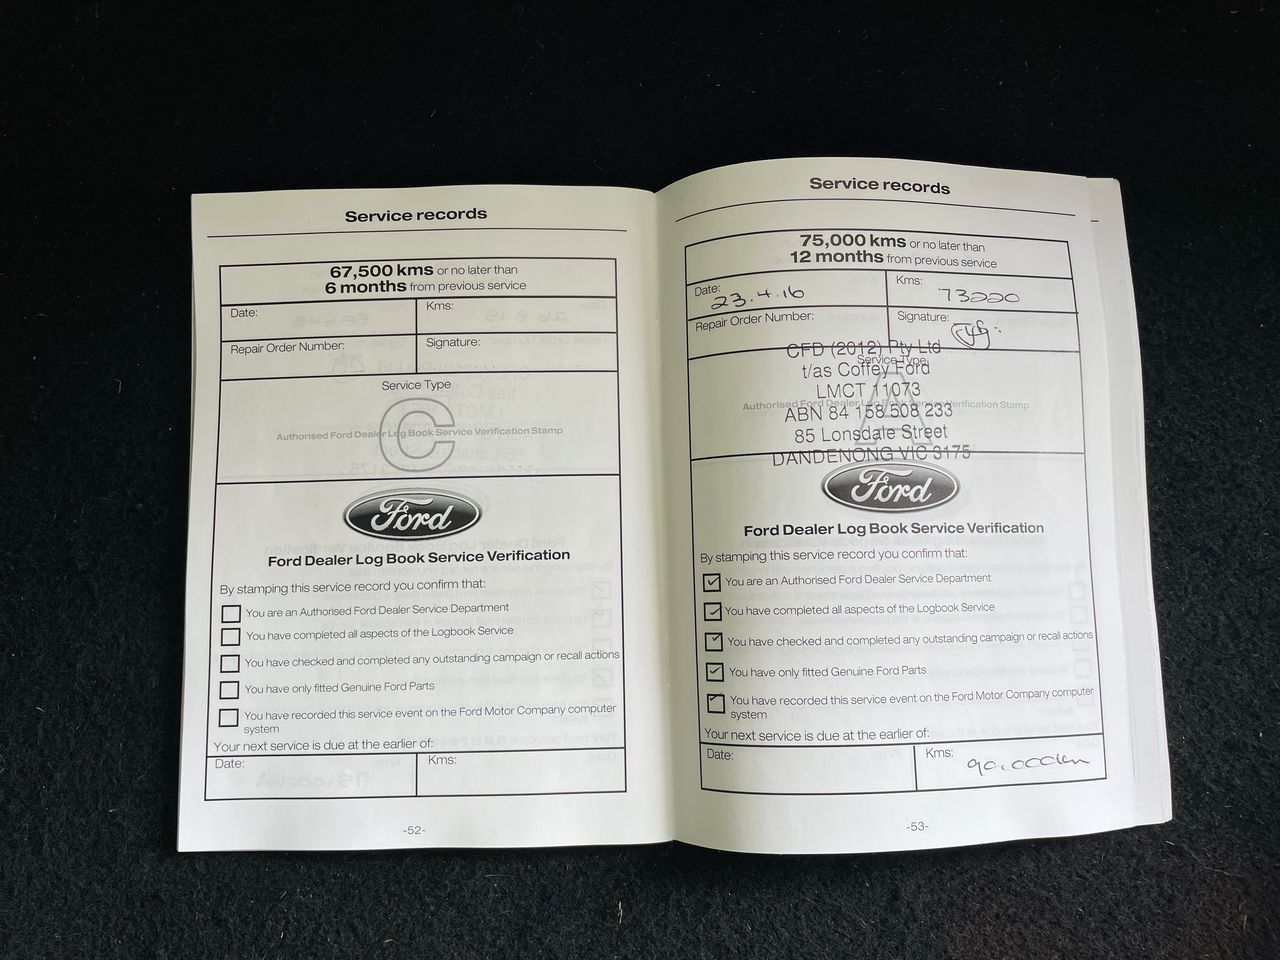 Service records
67,500 kms or no later than
6 months from previous service
Date:
Kms:
Repair Order Number:
Signature:
Service Type
C
Authorised Ford Dealer Log Book Service Verification Stamp
Ford
Ford Dealer Log Book Service Verification
By stamping this service record you confirm that:
You are an Authorised Ford Dealer Service Department
You have completed all aspects of the Logbook Service
You have checked and completed any outstanding campaign or recall actions
You have only fitted Genuine Ford Parts
You have recorded this service event on the Ford Motor Company computer
system
Your next service is due at the earlier of:
Date:
Kms:
-52-
Service records
75,000 kms or no later than
12 months from previous service
Date: 23.4.16
Kms: 73220
Repair Order Number:
Signature:
CFD (2012) Pty Ltd
Service Type
t/as Coffey Ford
LMCT 11073
A
Authorised Ford Dealer Log Book Service Verification Stamp
ABN 84 158 508 233
85 Lonsdale Street
DANDENONG VIC 3175
Ford
Ford Dealer Log Book Service Verification
By stamping this service record you confirm that:
You are an Authorised Ford Dealer Service Department
You have completed all aspects of the Logbook Service
You have checked and completed any outstanding campaign or recall actions
You have only fitted Genuine Ford Parts
You have recorded this service event on the Ford Motor Company computer
system
Your next service is due at the earlier of:
Date:
Kms: 90.000km
-53-